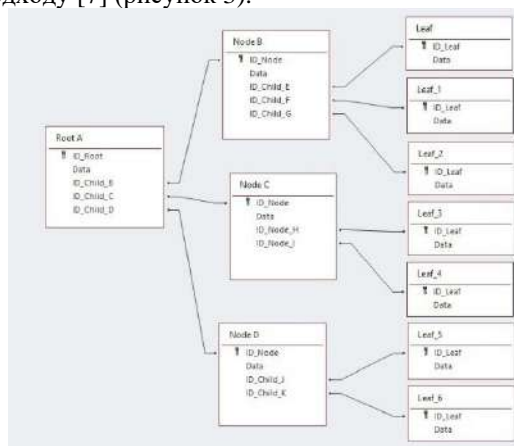 дходу [7] (рисунок 3).
Root A
ID_Root
Data
ID_Child_B
ID_Child_C
ID_Child_D
Node B
ID_Node
Data
ID_Child_E
ID_Child_F
ID_Child_G
Node C
ID_Node
Data
ID_Node_H
ID_Node_I
Node D
ID_Node
Data
ID_Child_J
ID_Child_K
Leaf
ID_Leaf
Data
Leaf_1
ID_Leaf
Data
Leaf_2
ID_Leaf
Data
Leaf_3
ID_Leaf
Data
Leaf_4
ID_Leaf
Data
Leaf_5
ID_Leaf
Data
Leaf_6
ID_Leaf
Data